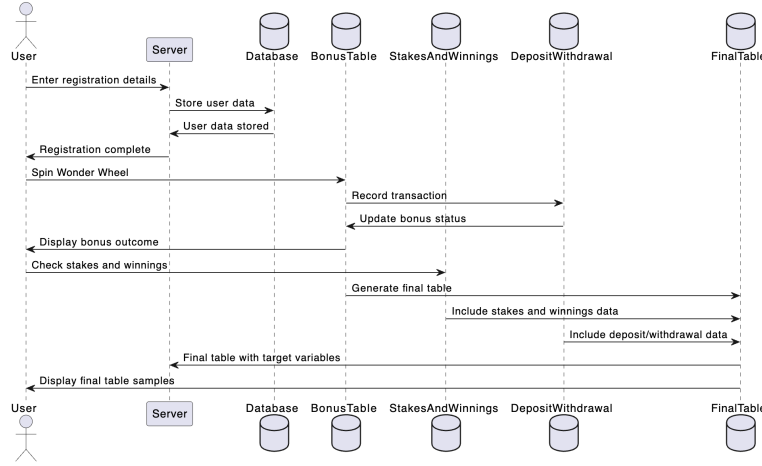 User
Server
Database
BonusTable
StakesAndWinnings
DepositWithdrawal
FinalTable
Enter registration details
Store user data
User data stored
Registration complete
Spin Wonder Wheel
Record transaction
Update bonus status
Display bonus outcome
Check stakes and winnings
Generate final table
Include stakes and winnings data
Include deposit/withdrawal data
Final table with target variables
Display final table samples
User
Server
Database
BonusTable
StakesAndWinnings
DepositWithdrawal
FinalTable